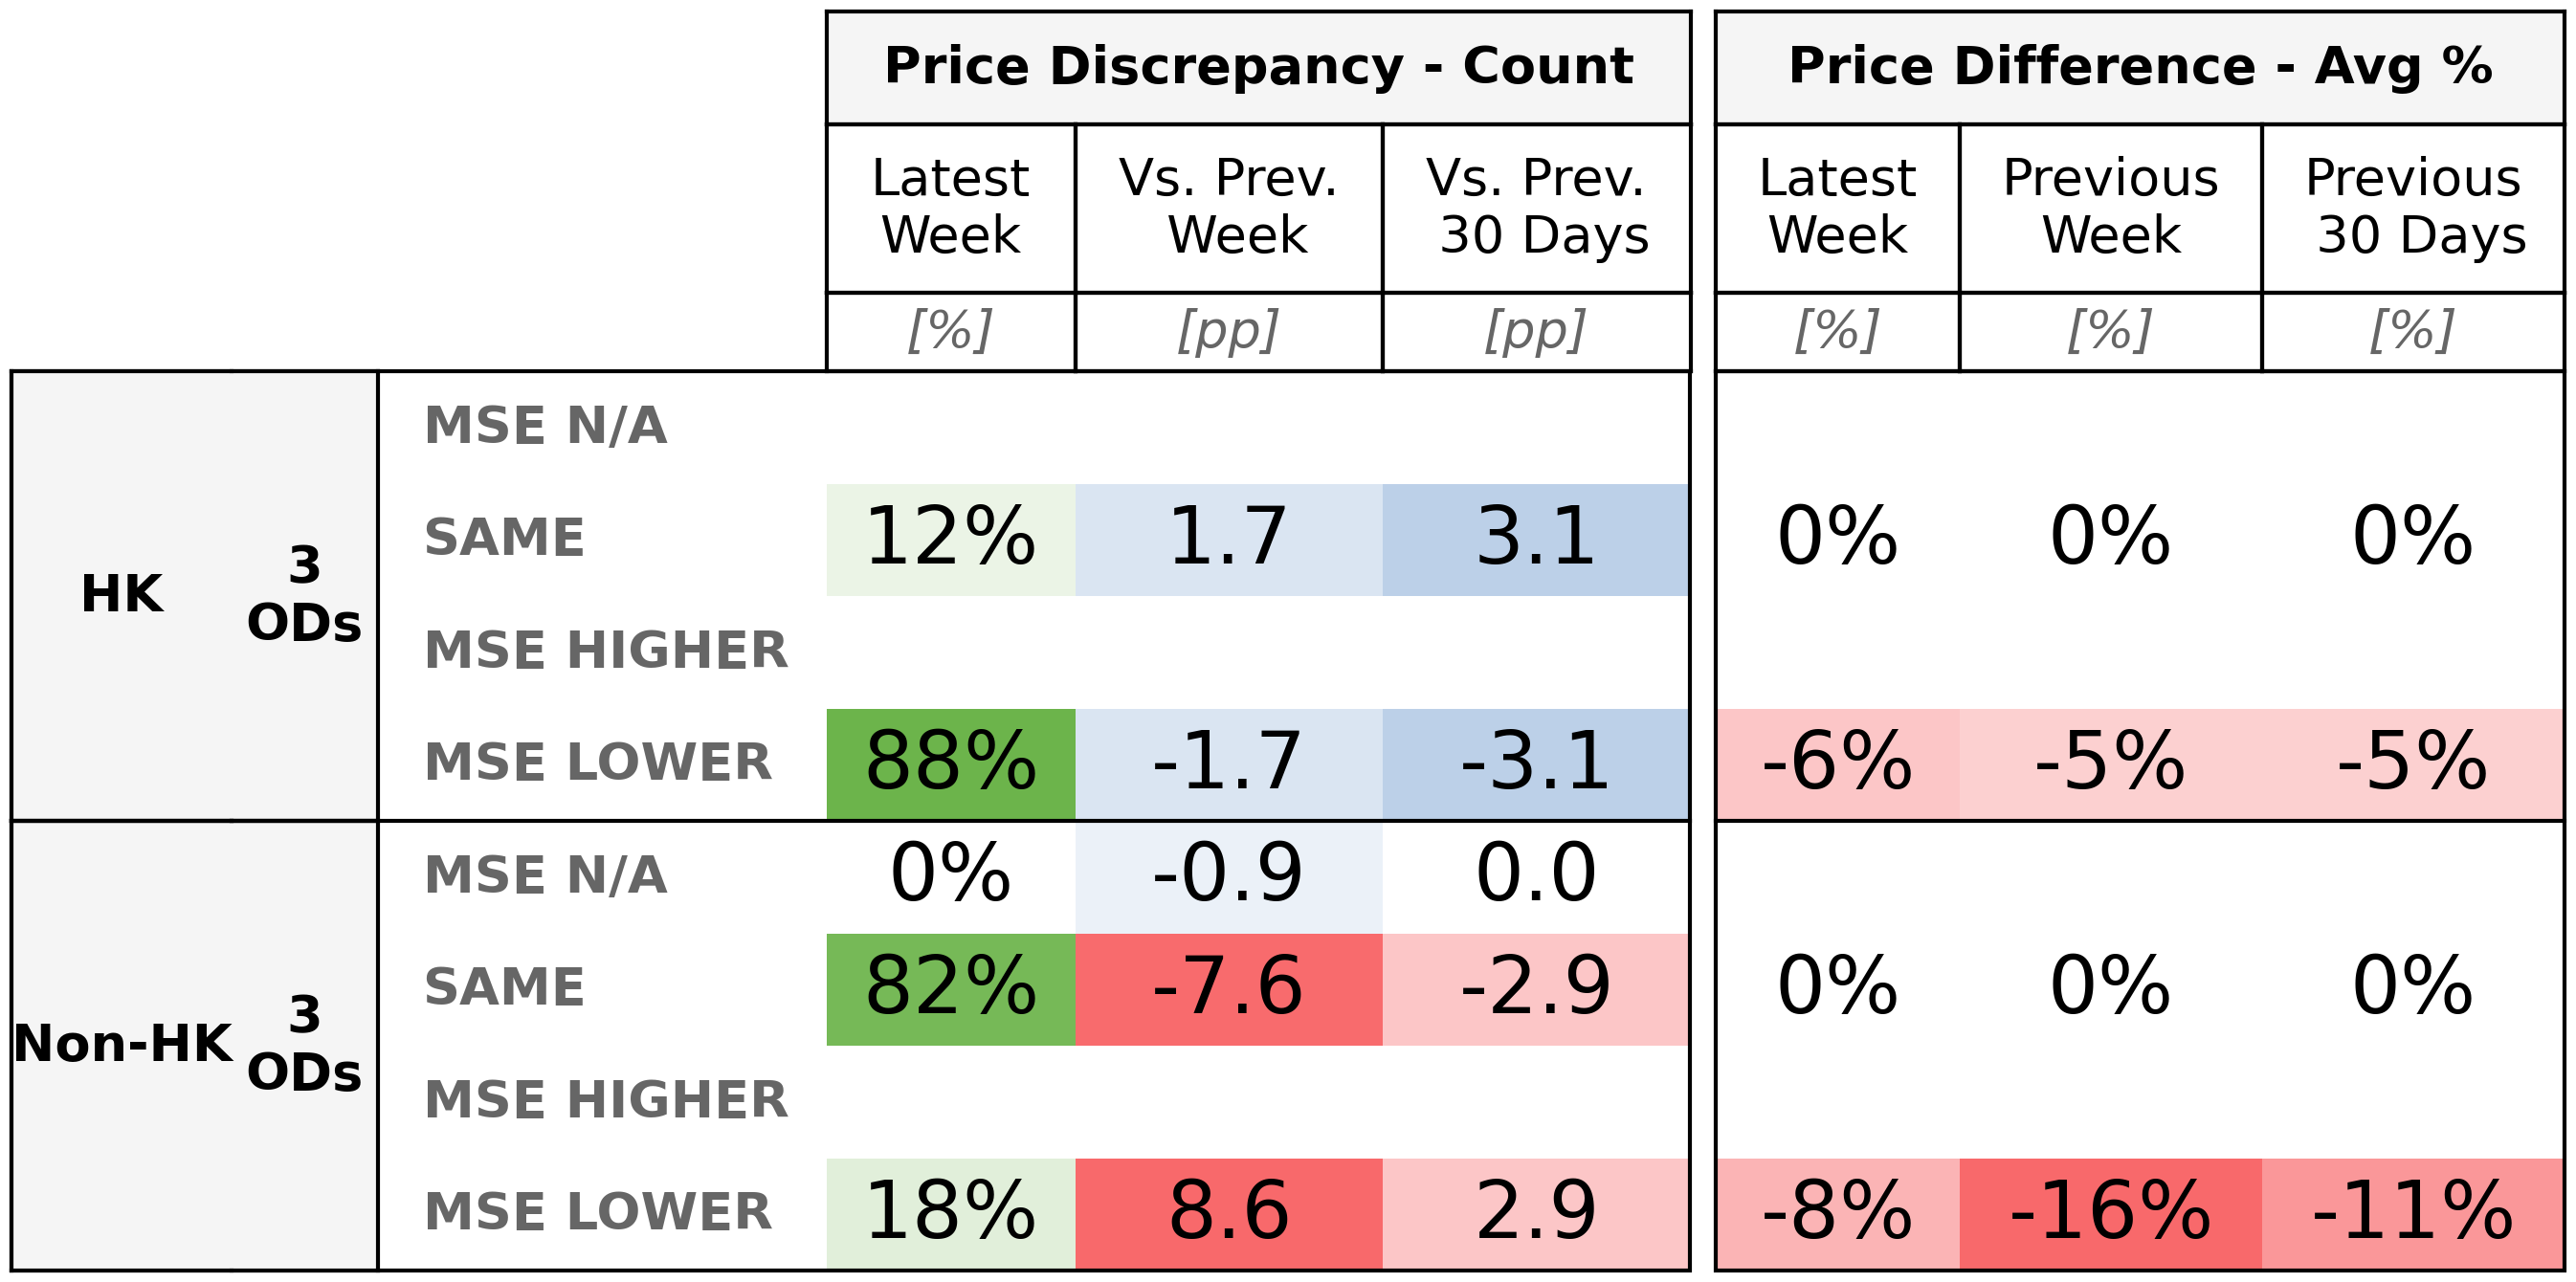 Price Discrepancy - Count Price Difference - Avg %
Latest Week Vs. Prev. Week Vs. Prev. 30 Days Latest Week Previous Week Previous 30 Days
[%] [pp] [pp] [%] [%] [%]
HK 3 ODs
MSE N/A
SAME 12% 1.7 3.1 0% 0% 0%
MSE HIGHER
MSE LOWER 88% -1.7 -3.1 -6% -5% -5%
Non-HK 3 ODs
MSE N/A 0% -0.9 0.0
SAME 82% -7.6 -2.9 0% 0% 0%
MSE HIGHER
MSE LOWER 18% 8.6 2.9 -8% -16% -11%